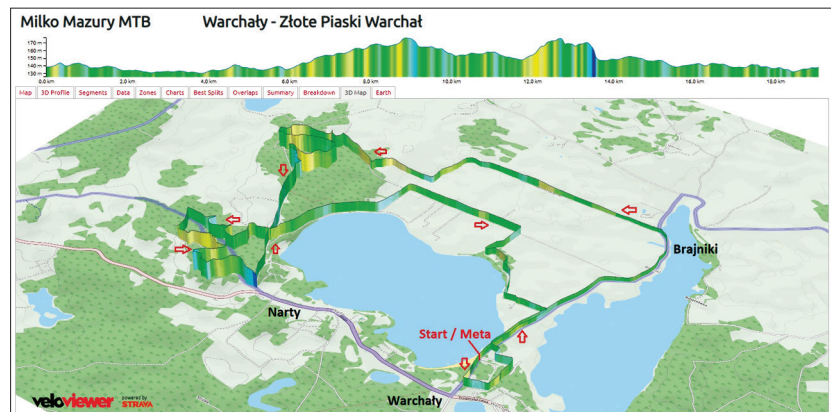 Milko Mazury MTB Warchały - Złote Piaski Warchał
170 m
160 m
150 m
140 m
130 m
0.0 km 2.0 km 4.0 km 6.0 km 8.0 km 10.0 km 12.0 km 14.0 km 16.0 km 18.0 km
Map 3D Profile Segments Data Zones Charts Best Splits Overlaps Summary Breakdown 3D Map Earth
Brajniki
Narty
Start / Meta
Warchały
veloviewer powered by STRAVA